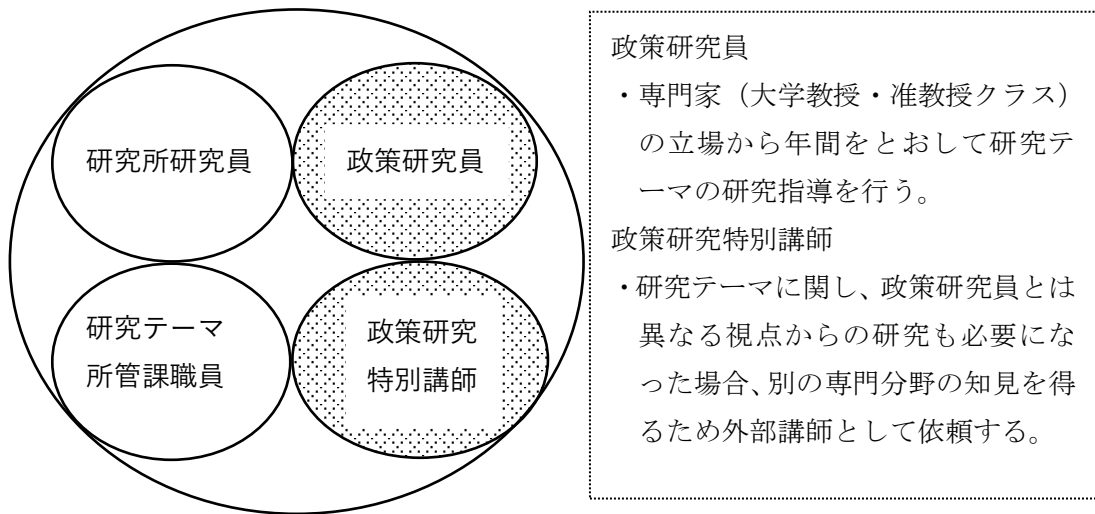 研究所研究員
政策研究員
研究テーマ
所管課職員
政策研究
特別講師
政策研究員
・専門家（大学教授・准教授クラス）
の立場から年間をとおして研究テ
ーマの研究指導を行う。
政策研究特別講師
・研究テーマに関し、政策研究員とは
異なる視点からの研究も必要にな
った場合、別の専門分野の知見を得
るため外部講師として依頼する。